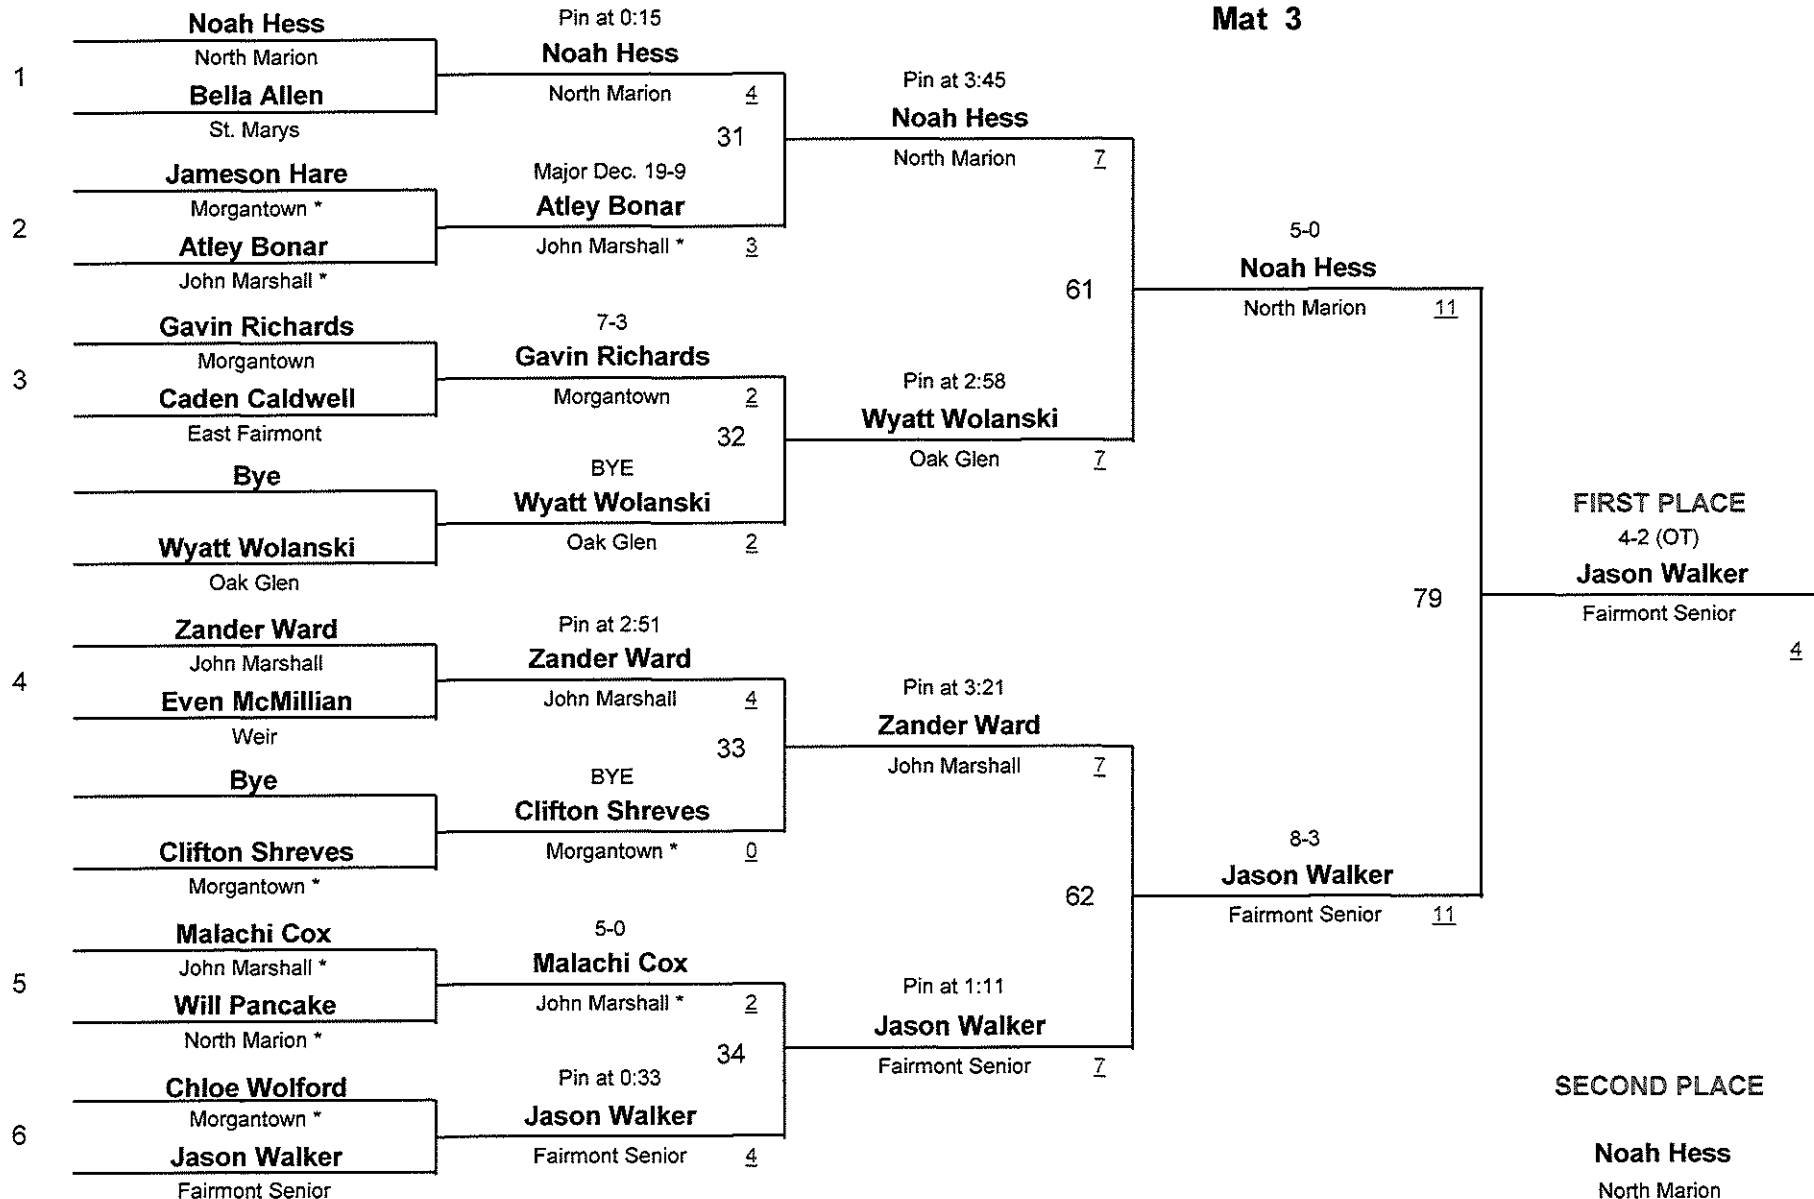 Mat 3
1
Noah Hess
North Marion
Bella Allen
St. Marys
2
Jameson Hare
Morgantown *
Atley Bonar
John Marshall *
3
Gavin Richards
Morgantown
Caden Caldwell
East Fairmont
Bye
Wyatt Wolanski
Oak Glen
4
Zander Ward
John Marshall
Even McMillian
Weir
Bye
Clifton Shreves
Morgantown *
5
Malachi Cox
John Marshall *
Will Pancake
North Marion *
6
Chloe Wolford
Morgantown *
Jason Walker
Fairmont Senior
Pin at 0:15
Noah Hess
North Marion 4
31
Major Dec. 19-9
Atley Bonar
John Marshall * 3
7-3
Gavin Richards
Morgantown 2
32
BYE
Wyatt Wolanski
Oak Glen 2
Pin at 2:51
Zander Ward
John Marshall 4
33
BYE
Clifton Shreves
Morgantown * 0
5-0
Malachi Cox
John Marshall * 2
34
Pin at 0:33
Jason Walker
Fairmont Senior 4
Pin at 3:45
Noah Hess
North Marion 7
61
Pin at 2:58
Wyatt Wolanski
Oak Glen 7
Pin at 3:21
Zander Ward
John Marshall 7
62
Pin at 1:11
Jason Walker
Fairmont Senior 7
5-0
Noah Hess
North Marion 11
79
8-3
Jason Walker
Fairmont Senior 11
FIRST PLACE
4-2 (OT)
Jason Walker
Fairmont Senior
4
SECOND PLACE
Noah Hess
North Marion